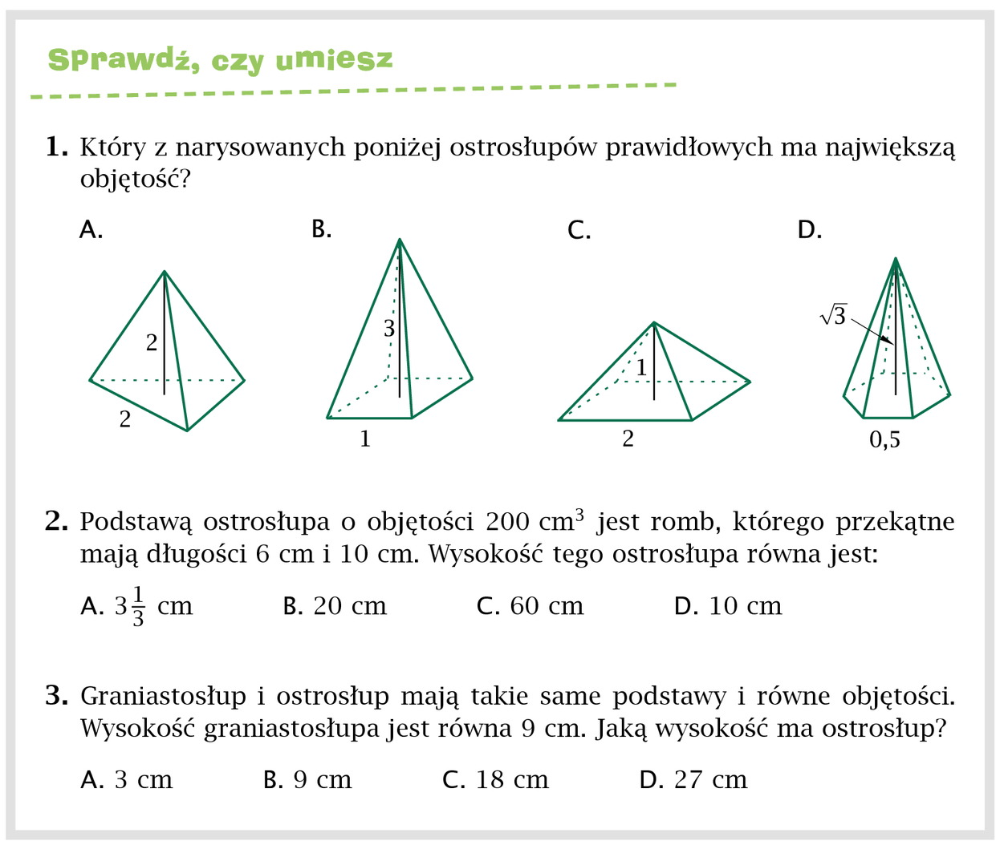 Sprawdź, czy umiesz
1. Który z narysowanych poniżej ostrosłupów prawidłowych ma największą
objętość?
A. B. C. D.
2
2
3
1
1
2
√3
0,5
2. Podstawą ostrosłupa o objętości 200 cm³ jest romb, którego przekątne
mają długości 6 cm i 10 cm. Wysokość tego ostrosłupa równa jest:
A. 3 1/3 cm B. 20 cm C. 60 cm D. 10 cm
3. Graniastosłup i ostrosłup mają takie same podstawy i równe objętości.
Wysokość graniastosłupa jest równa 9 cm. Jaką wysokość ma ostrosłup?
A. 3 cm B. 9 cm C. 18 cm D. 27 cm